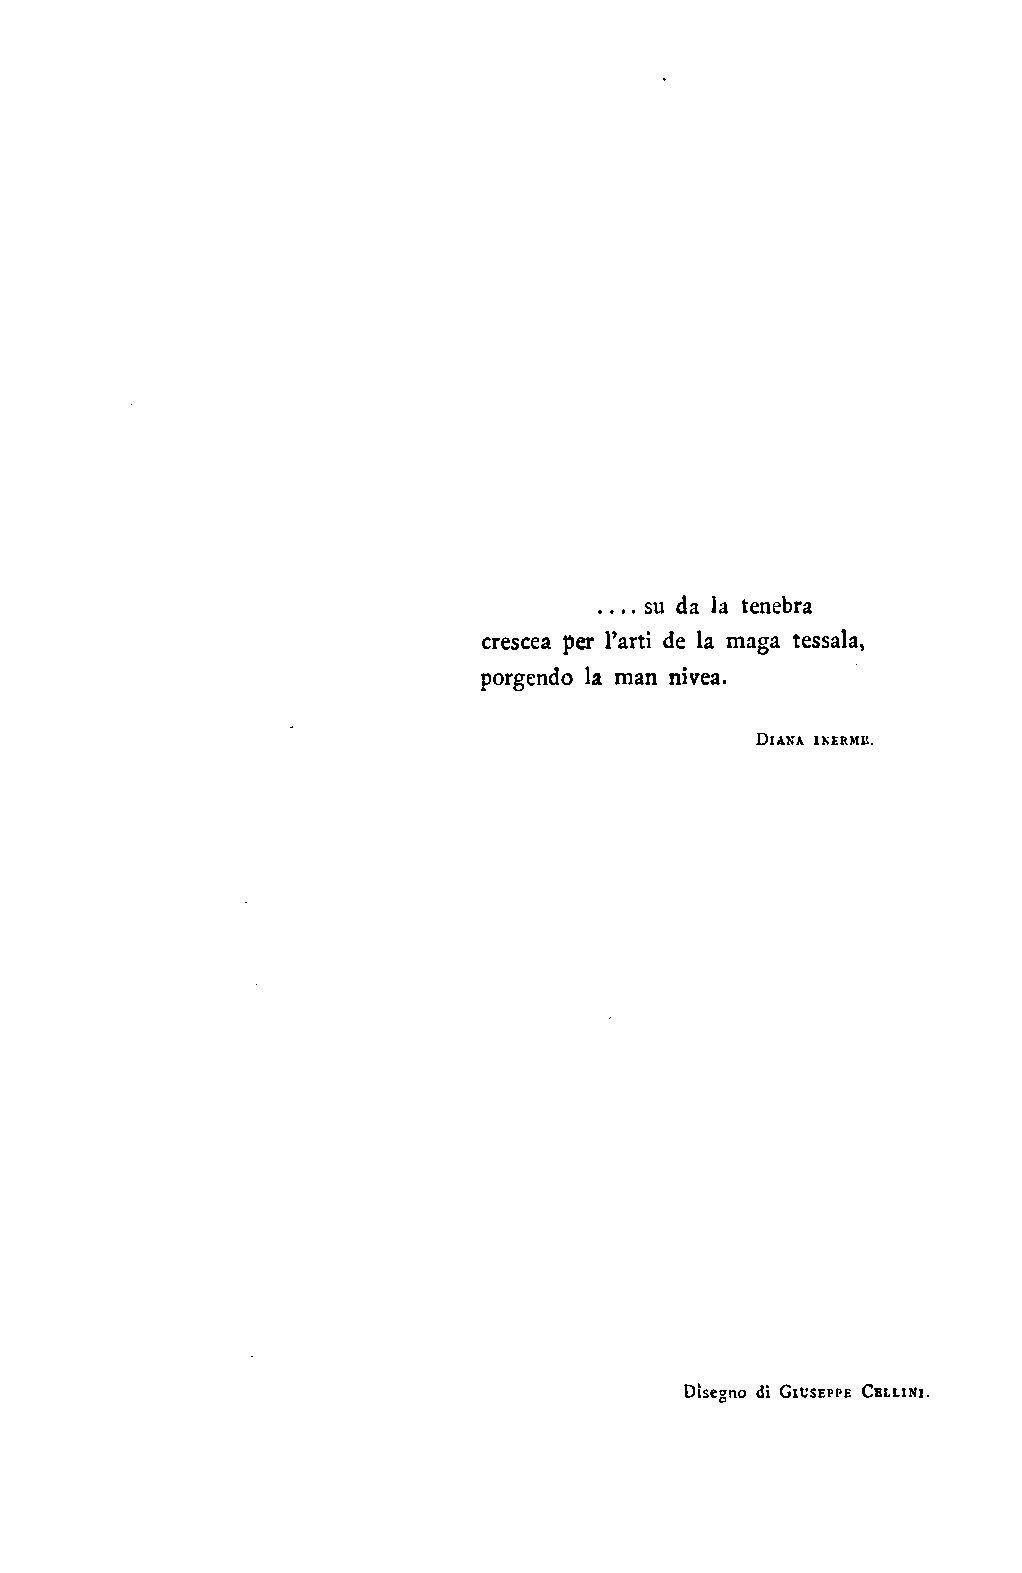 .... su da la tenebra
crescea per l'arti de la maga tessala,
porgendo la man nivea.
Diana inerme.
Disegno di Giuseppe Cellini.